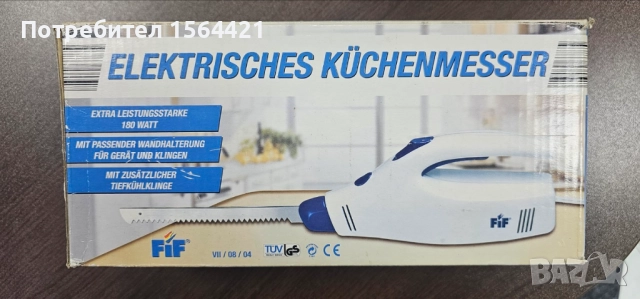 Потребител 1564421
ELEKTRISCHES KÜCHENMESSER
EXTRA LEISTUNGSSTARKE
180 WATT
MIT PASSENDER WANDHALTERUNG
FÜR GERÄT UND KLINGEN
MIT ZUSÄTZLICHER
TIEFKÜHLKLINGE
FiF
FiF
VII / 08 / 04
TÜV GS CE
BAZAR